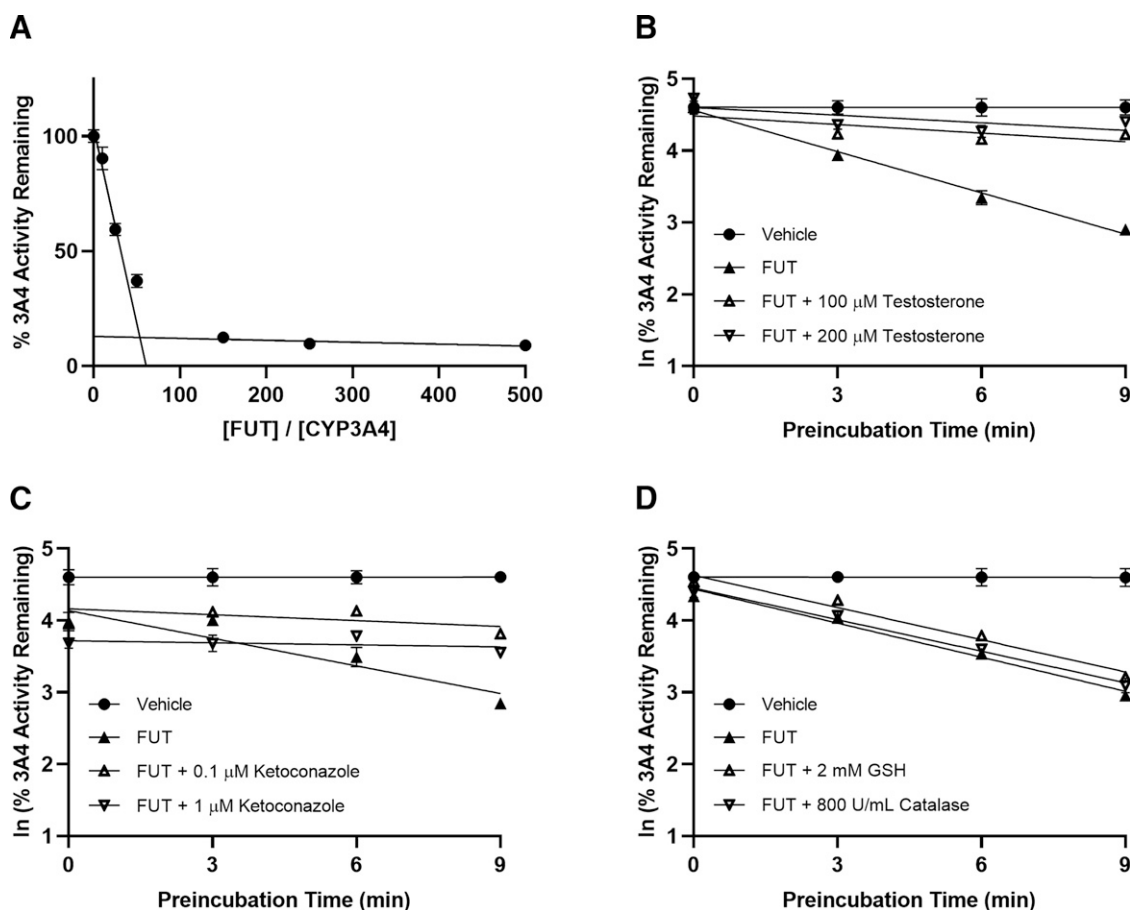 A
% 3A4 Activity Remaining
100
50
0
0 100 200 300 400 500
[FUT] / [CYP3A4]
B
ln (% 3A4 Activity Remaining)
5
4
3
2
1
Vehicle
FUT
FUT + 100 μM Testosterone
FUT + 200 μM Testosterone
0 3 6 9
Preincubation Time (min)
C
ln (% 3A4 Activity Remaining)
5
4
3
2
1
Vehicle
FUT
FUT + 0.1 μM Ketoconazole
FUT + 1 μM Ketoconazole
0 3 6 9
Preincubation Time (min)
D
ln (% 3A4 Activity Remaining)
5
4
3
2
1
Vehicle
FUT
FUT + 2 mM GSH
FUT + 800 U/mL Catalase
0 3 6 9
Preincubation Time (min)